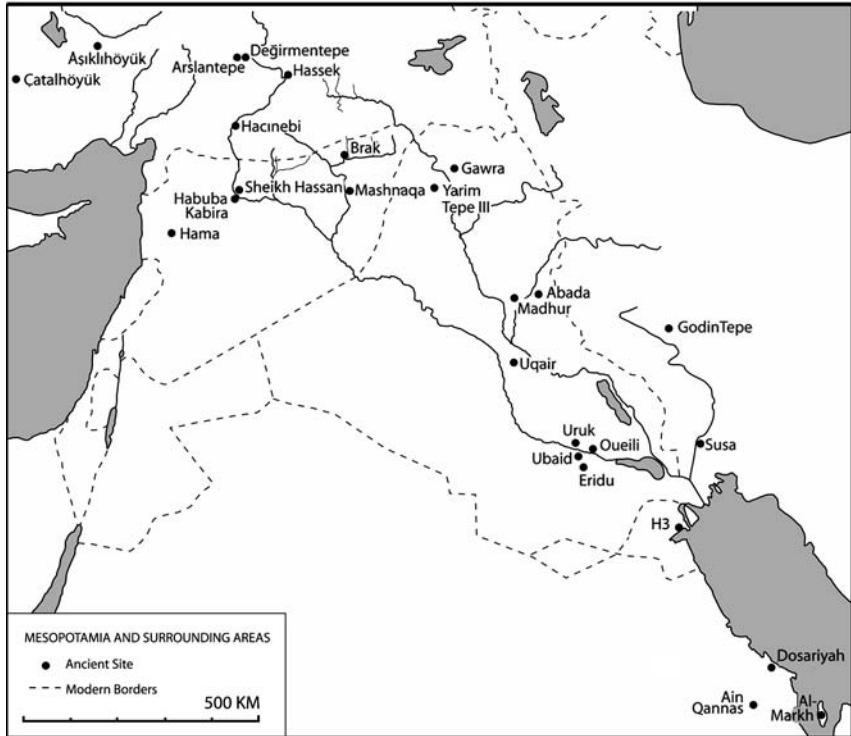 Aşıklıhöyük
Değirmentepe
Arslantepe
Hassek
Çatalhöyük
Hacınebi
Brak
Gawra
Sheikh Hassan
Mashnaqa
Yarim
Tepe III
Habuba
Kabira
Hama
Abada
Madhur
GodinTepe
Uqair
Uruk
Oueili
Susa
Ubaid
Eridu
H3
MESOPOTAMIA AND SURROUNDING AREAS
Ancient Site
Modern Borders
500 KM
Dosariyah
Ain
Qannas
Al-
Markh